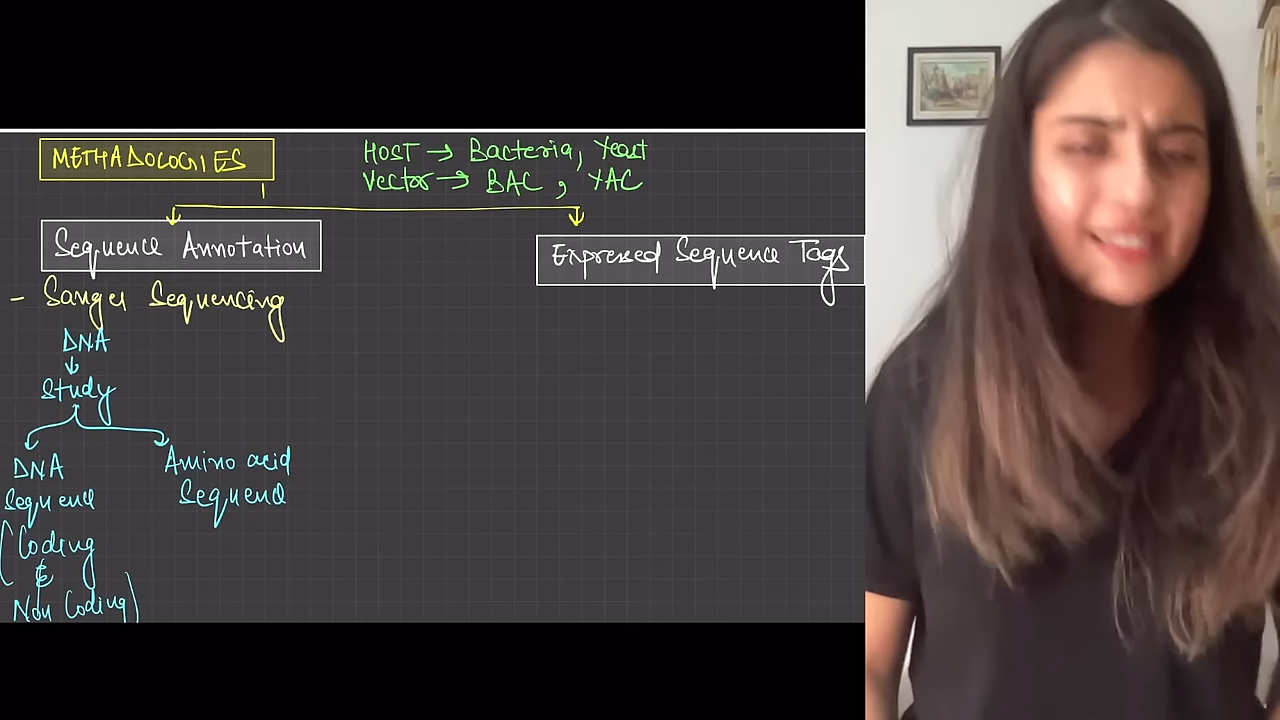 METHADOLOGIES
HOST → Bacteria, Yeast
Vector → BAC, YAC
Sequence Annotation
Expressed Sequence Tags
- Sanger Sequencing
DNA
↓
Study
DNA
Sequence
(Coding
&
Non Coding)
Amino acid
Sequence